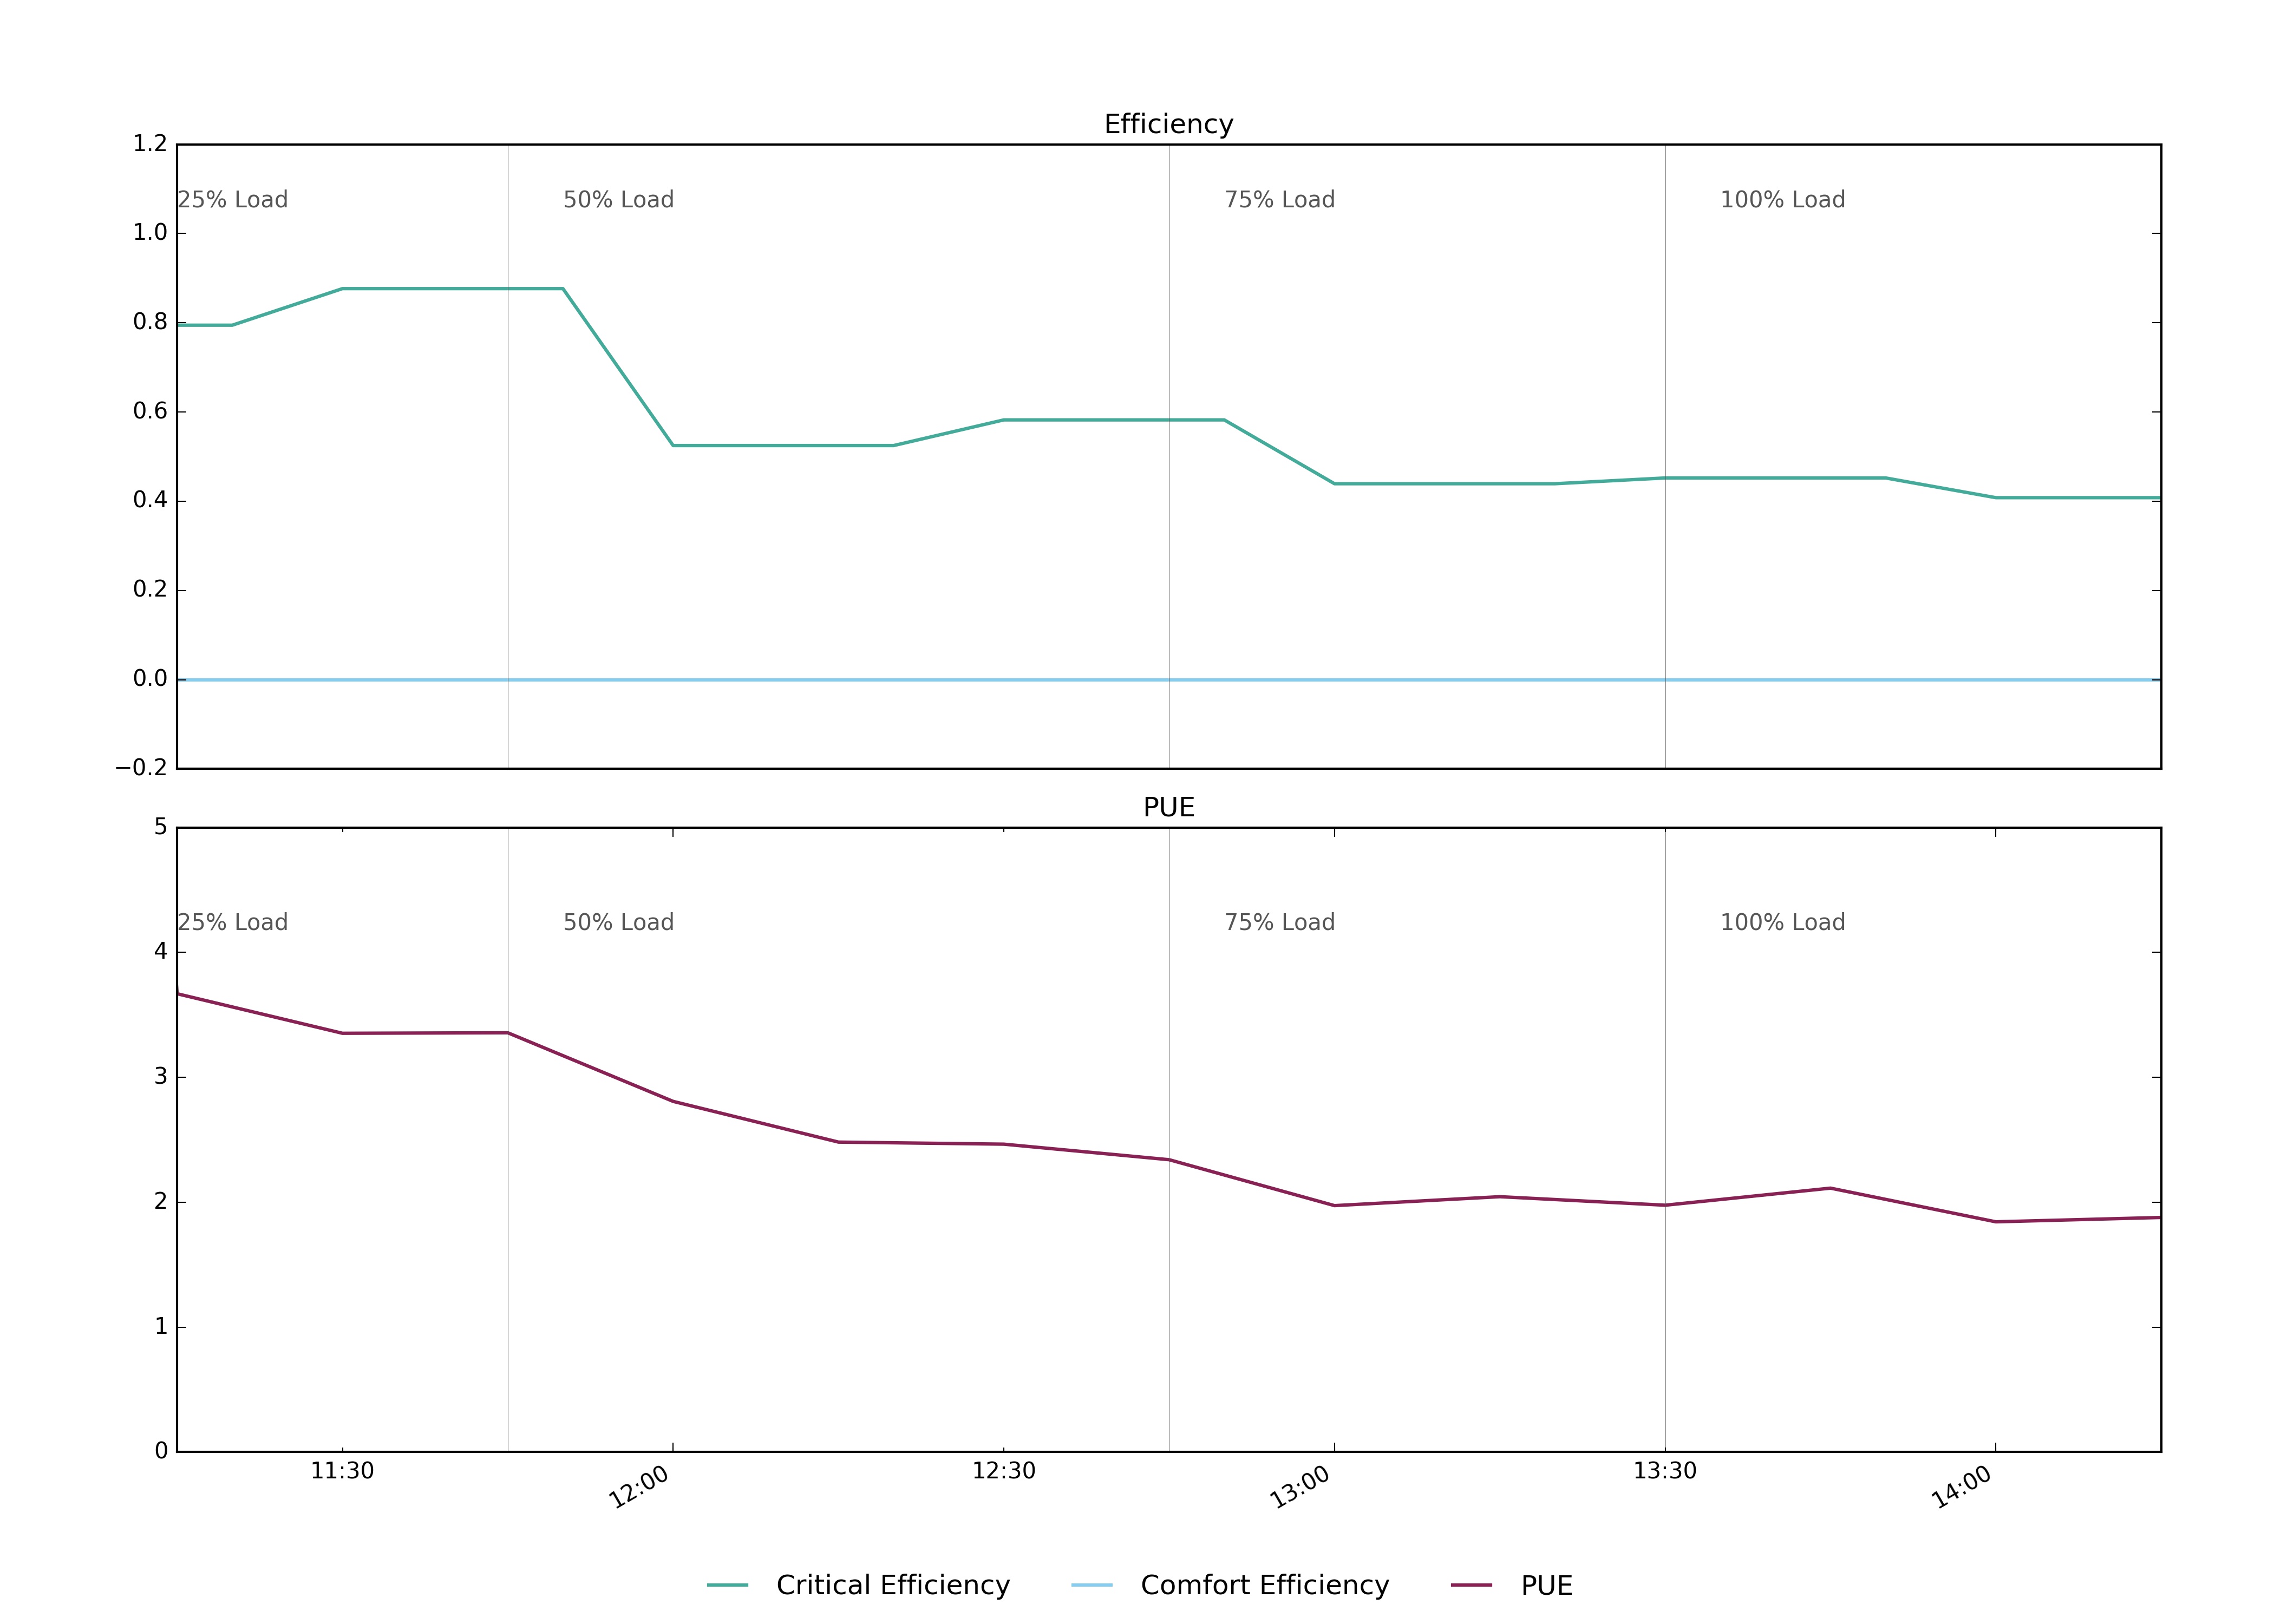 Efficiency
1.2
25% Load 50% Load 75% Load 100% Load
1.0
0.8
0.6
0.4
0.2
0.0
−0.2
PUE
5
25% Load 50% Load 75% Load 100% Load
4
3
2
1
0
11:30 12:00 12:30 13:00 13:30 14:00
Critical Efficiency Comfort Efficiency PUE